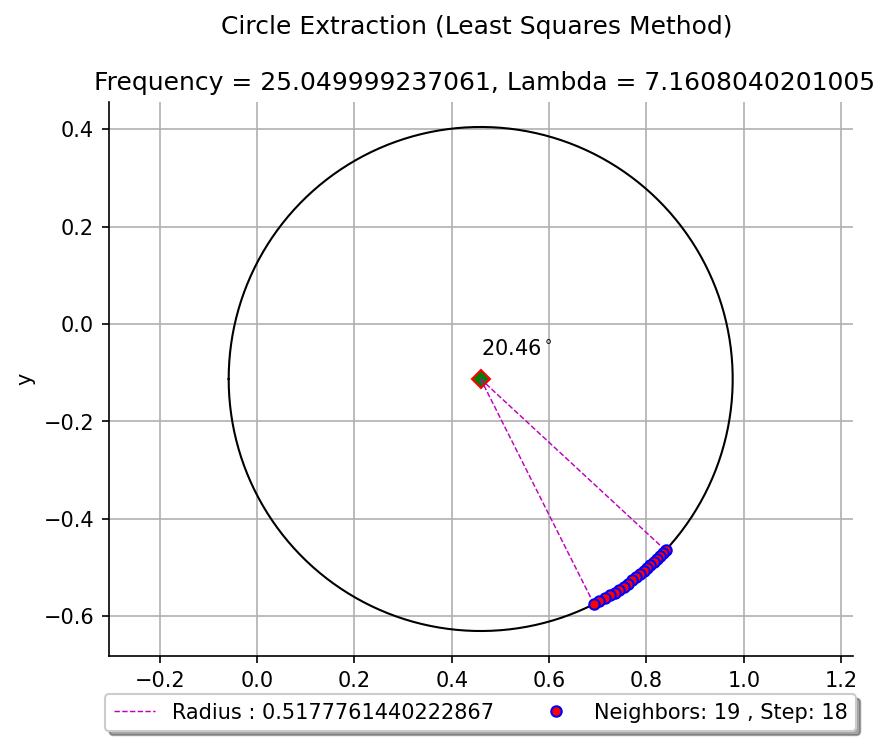 Circle Extraction (Least Squares Method)
Frequency = 25.049999237061, Lambda = 7.1608040201005
0.4
0.2
0.0
−0.2
−0.4
−0.6
y
20.46°
−0.2 0.0 0.2 0.4 0.6 0.8 1.0 1.2
Radius : 0.5177761440222867 Neighbors: 19 , Step: 18